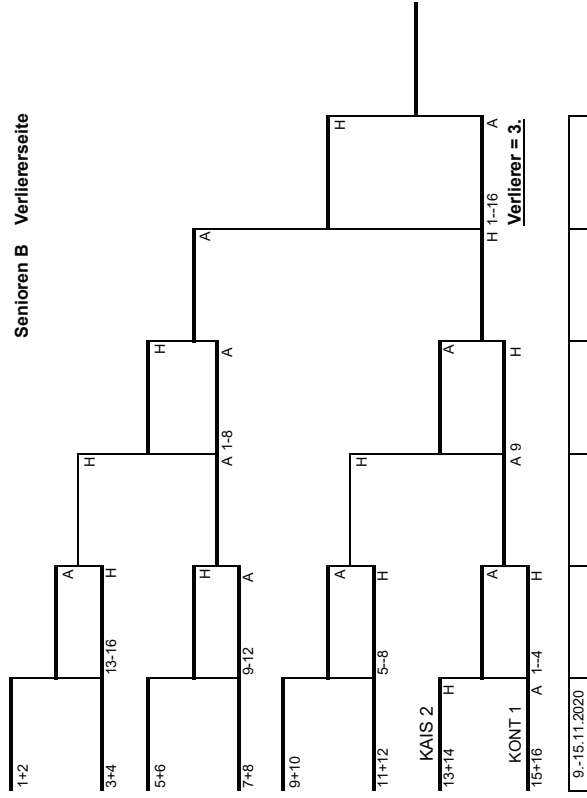 Senioren B Verliererseite
1+2
A
H
13-16
H
3+4
H
5+6
H
A
9-12
A 1-8
A
7+8
A
9+10
A
H
5--8
H
11+12
A
KAIS 2
13+14
H
A
H
1--4
A 9
H
KONT 1
15+16
A
H
H 1--16
A
Verlierer = 3.
9.-15.11.2020